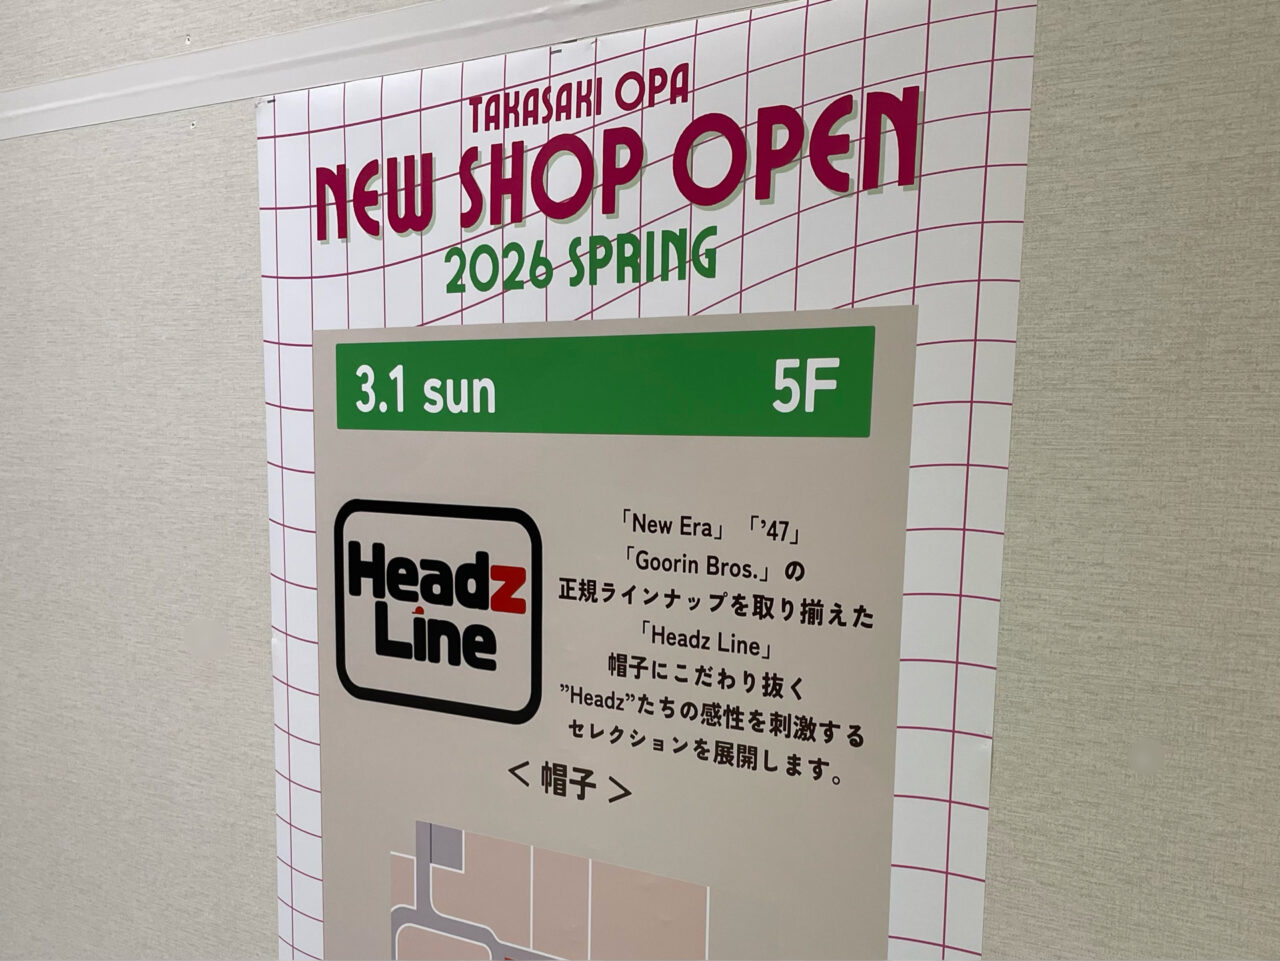 TAKASAKI OPA
NEW SHOP OPEN
2026 SPRING
3.1 sun 5F
Headz
Line
「New Era」「'47」
「Goorin Bros.」の
正規ラインナップを取り揃えた
「Headz Line」
帽子にこだわり抜く
”Headz”たちの感性を刺激する
セレクションを展開します。
＜ 帽子 ＞